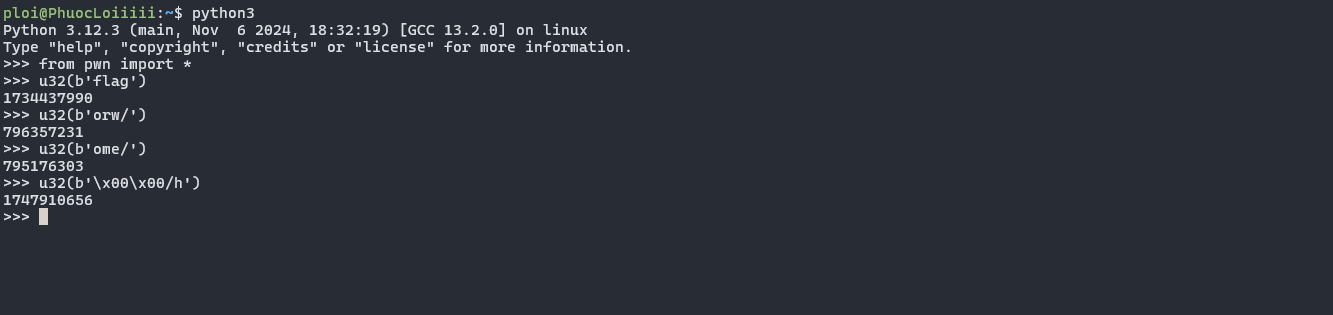 ploi@PhuocLoiiiii:~$ python3
Python 3.12.3 (main, Nov  6 2024, 18:32:19) [GCC 13.2.0] on linux
Type "help", "copyright", "credits" or "license" for more information.
>>> from pwn import *
>>> u32(b'flag')
1734437990
>>> u32(b'orw/')
796357231
>>> u32(b'ome/')
795176303
>>> u32(b'\x00\x00/h')
1747910656
>>>